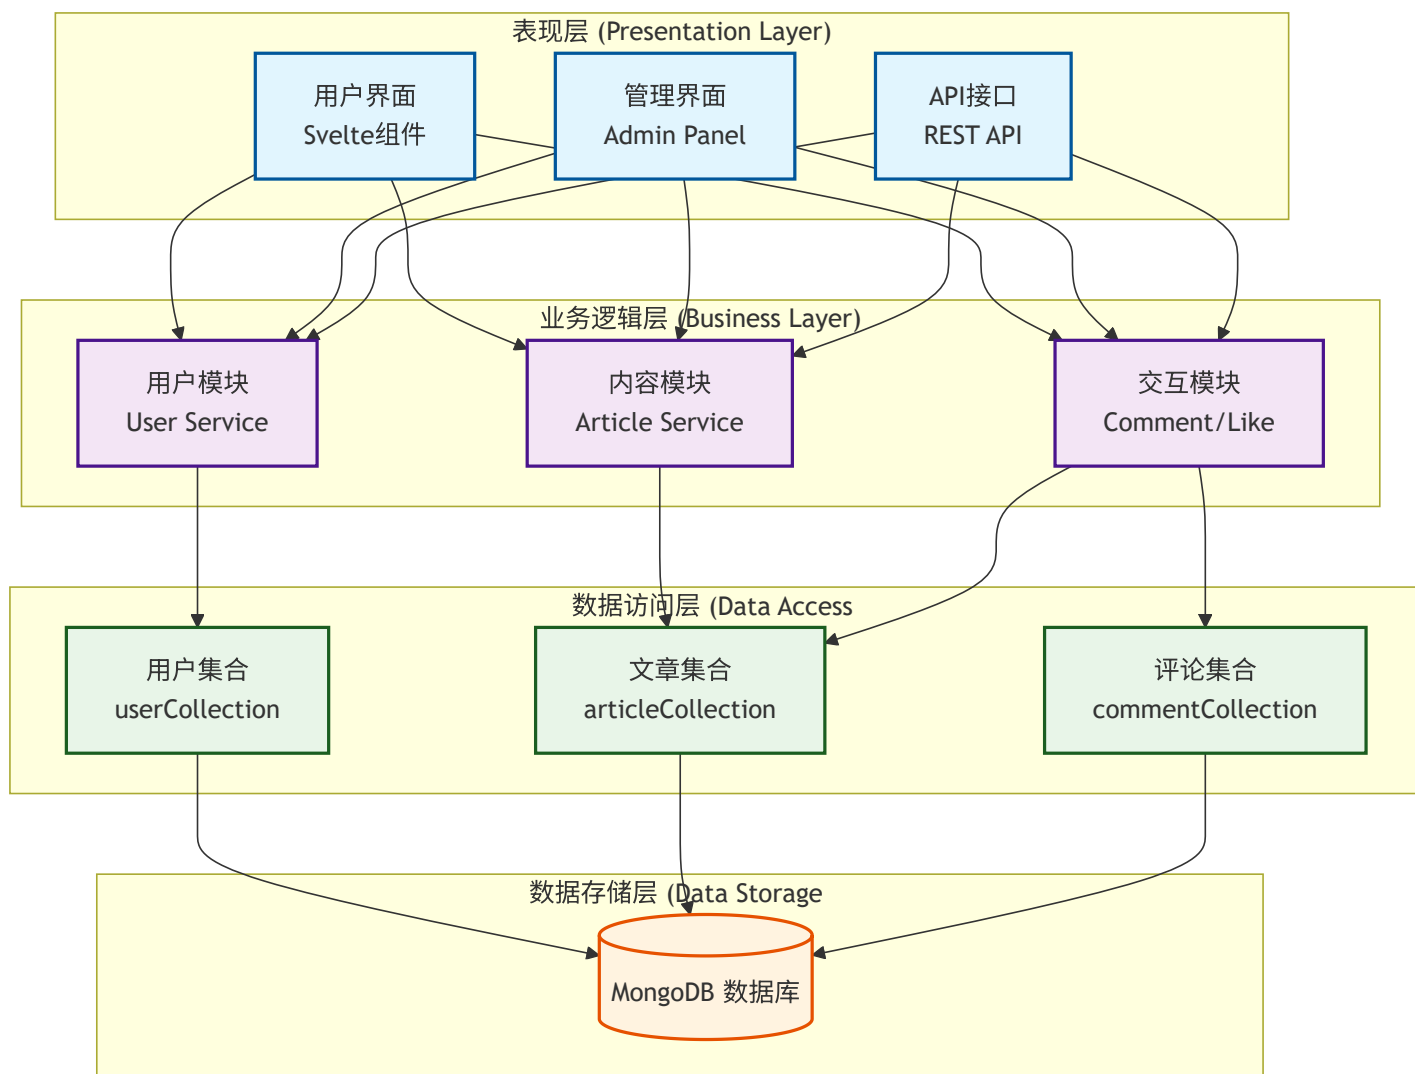 表现层 (Presentation Layer)
用户界面
Svelte组件
管理界面
Admin Panel
API接口
REST API
业务逻辑层 (Business Layer)
用户模块
User Service
内容模块
Article Service
交互模块
Comment/Like
数据访问层 (Data Access
用户集合
userCollection
文章集合
articleCollection
评论集合
commentCollection
数据存储层 (Data Storage
MongoDB 数据库